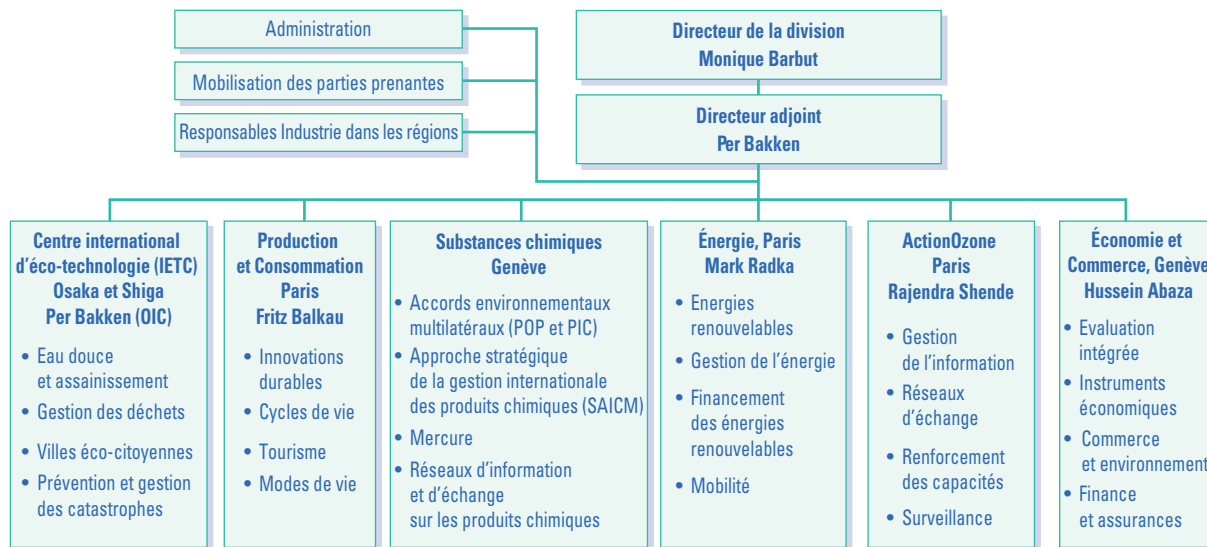 Administration
Mobilisation des parties prenantes
Responsables Industrie dans les régions
Directeur de la division
Monique Barbut
Directeur adjoint
Per Bakken
Centre international
d’éco-technologie (IETC)
Osaka et Shiga
Per Bakken (OIC)
• Eau douce
et assainissement
• Gestion des déchets
• Villes éco-citoyennes
• Prévention et gestion
des catastrophes
Production
et Consommation
Paris
Fritz Balkau
• Innovations
durables
• Cycles de vie
• Tourisme
• Modes de vie
Substances chimiques
Genève
• Accords environnementaux
multilatéraux (POP et PIC)
• Approche stratégique
de la gestion internationale
des produits chimiques (SAICM)
• Mercure
• Réseaux d’information
et d’échange
sur les produits chimiques
Énergie, Paris
Mark Radka
• Energies
renouvelables
• Gestion de l’énergie
• Financement
des énergies
renouvelables
• Mobilité
ActionOzone
Paris
Rajendra Shende
• Gestion
de l’information
• Réseaux
d’échange
• Renforcement
des capacités
• Surveillance
Économie et
Commerce, Genève
Hussein Abaza
• Evaluation
intégrée
• Instruments
économiques
• Commerce
et environnement
• Finance
et assurances